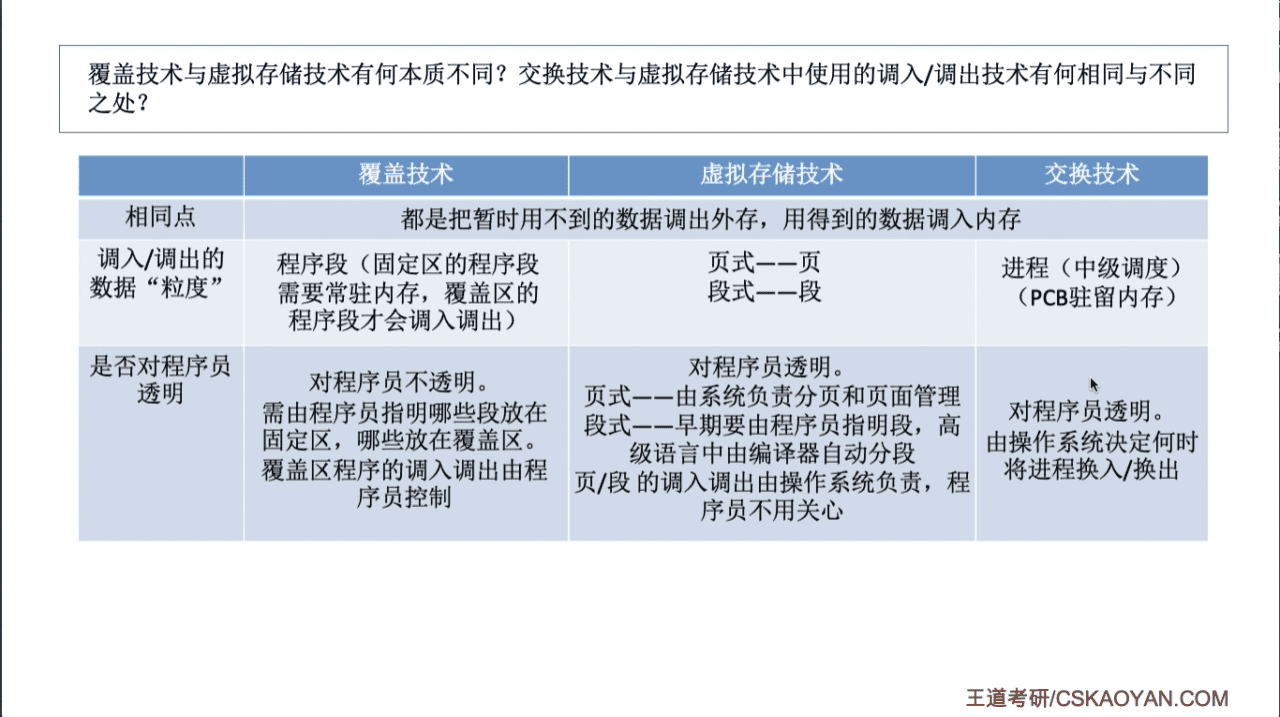 覆盖技术与虚拟存储技术有何本质不同？交换技术与虚拟存储技术中使用的调入/调出技术有何相同与不同
之处？
覆盖技术
虚拟存储技术
交换技术
相同点
都是把暂时用不到的数据调出外存，用得到的数据调入内存
调入/调出的
数据“粒度”
程序段（固定区的程序段
需要常驻内存，覆盖区的
程序段才会调入调出）
页式——页
段式——段
进程（中级调度）
（PCB驻留内存）
是否对程序员
透明
对程序员不透明。
需由程序员指明哪些段放在
固定区，哪些放在覆盖区。
覆盖区程序的调入调出由程
序员控制
对程序员透明。
页式——由系统负责分页和页面管理
段式——早期要由程序员指明段，高
级语言中由编译器自动分段
页/段 的调入调出由操作系统负责，程
序员不用关心
对程序员透明。
由操作系统决定何时
将进程换入/换出
王道考研/CSKAOYAN.COM